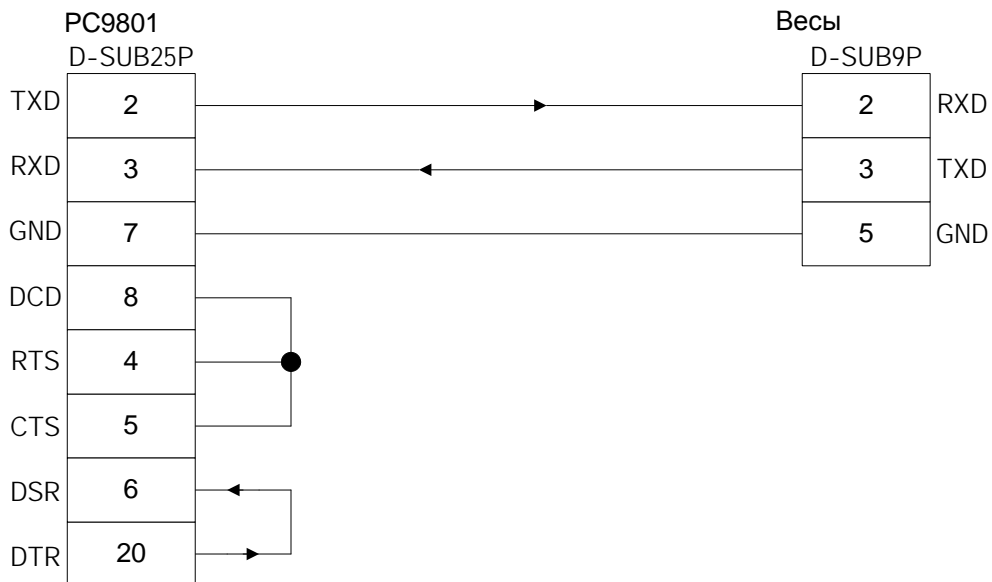 PC9801 Весы
D-SUB25P D-SUB9P
TXD 2 2 RXD
RXD 3 3 TXD
GND 7 5 GND
DCD 8
RTS 4
CTS 5
DSR 6
DTR 20